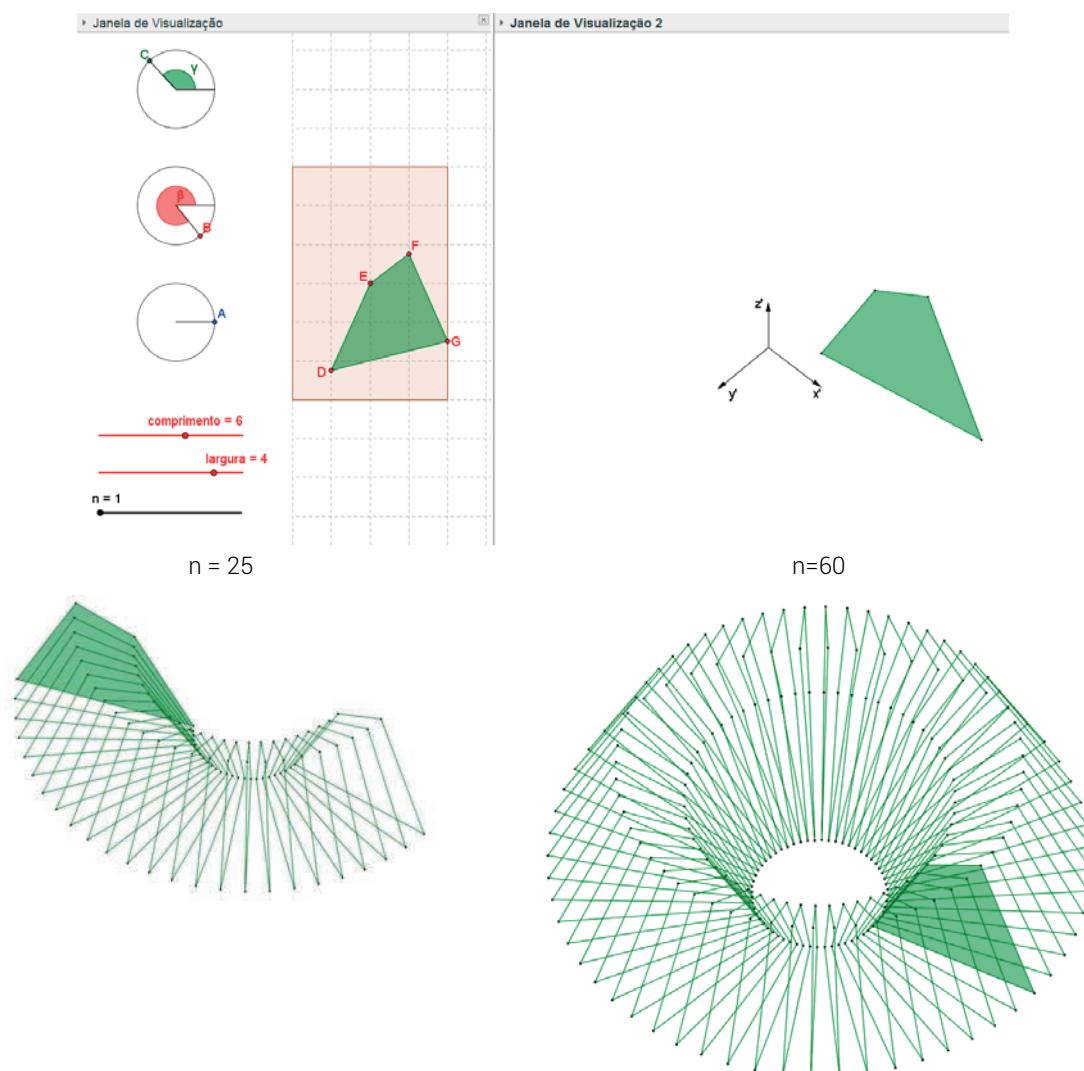 Janela de Visualização
Janela de Visualização 2
C
γ
β
B
A
F
E
G
D
z'
y'
x'
comprimento = 6
largura = 4
n = 1
n = 25
n=60